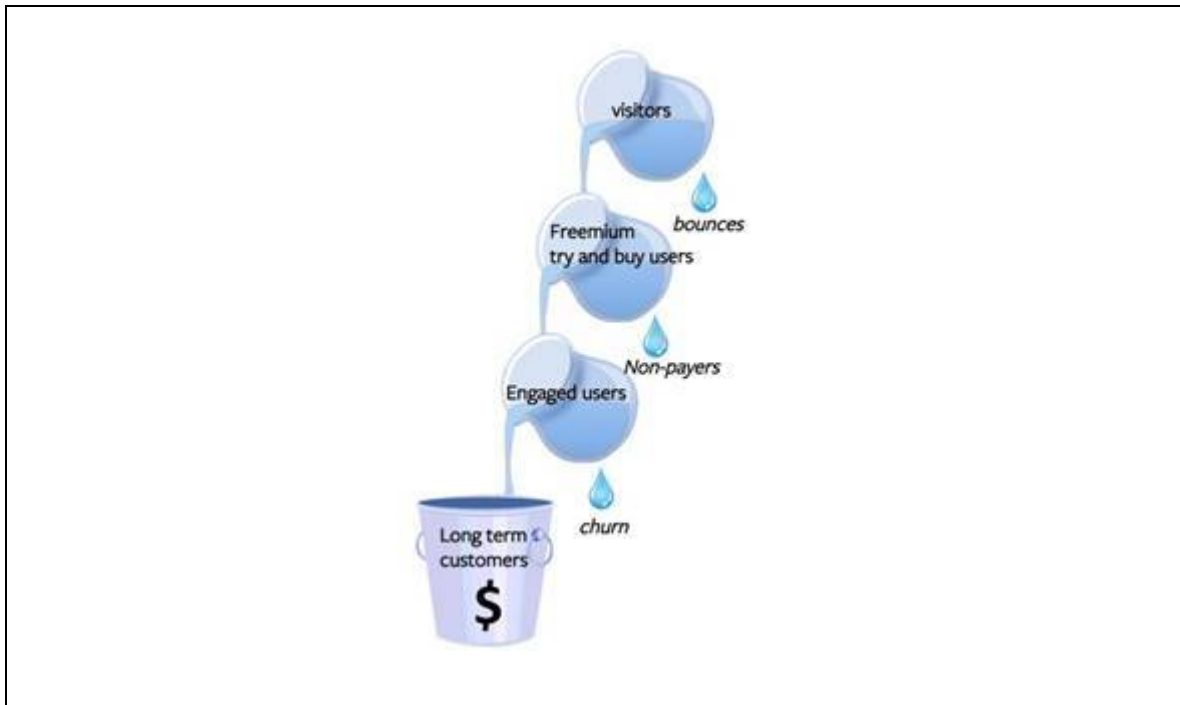 visitors
bounces
Freemium
try and buy users
Non-payers
Engaged users
churn
Long term
customers
$